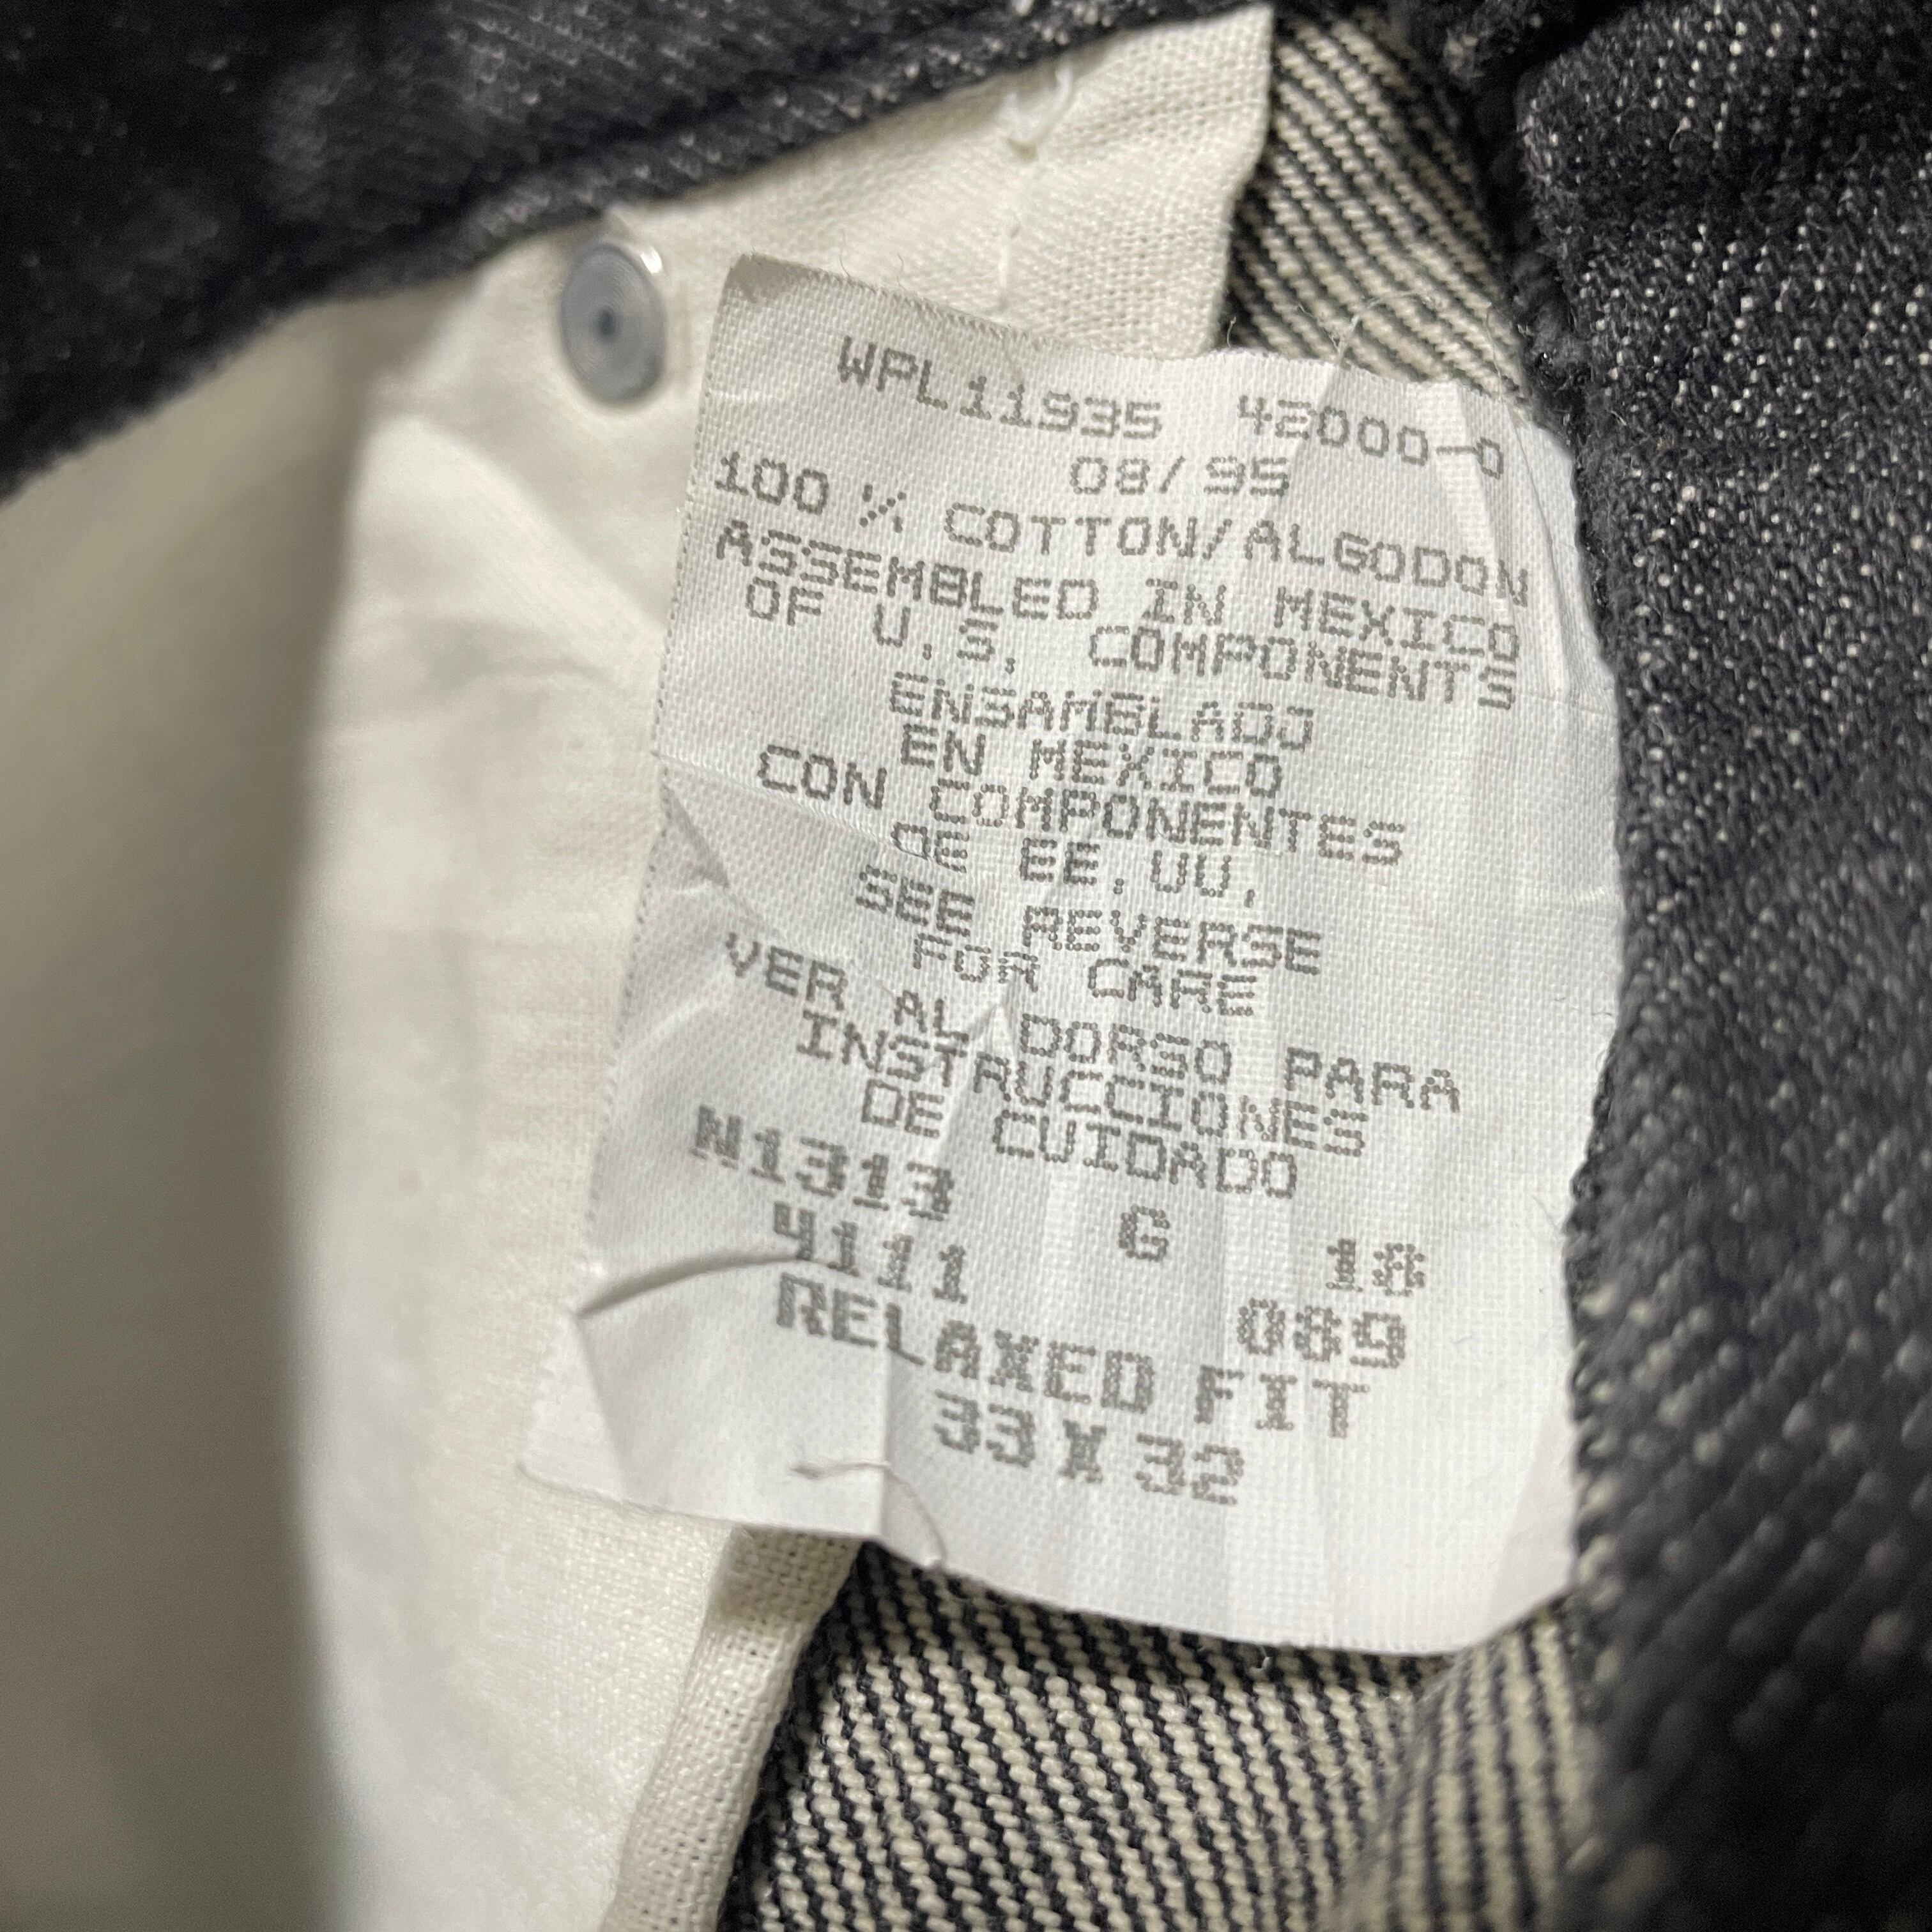 WPL11935 42000-0
08/95
100 % COTTON/ALGODON
ASSEMBLED IN MEXICO
OF U.S. COMPONENTS
ENSAMBLADO
EN MEXICO
CON COMPONENTES
DE EE.UU.
SEE REVERSE
FOR CARE
VER AL DORSO PARA
INSTRUCCIONES
DE CUIDADO
N1313 G 18
4111 089
RELAXED FIT
33 X 32